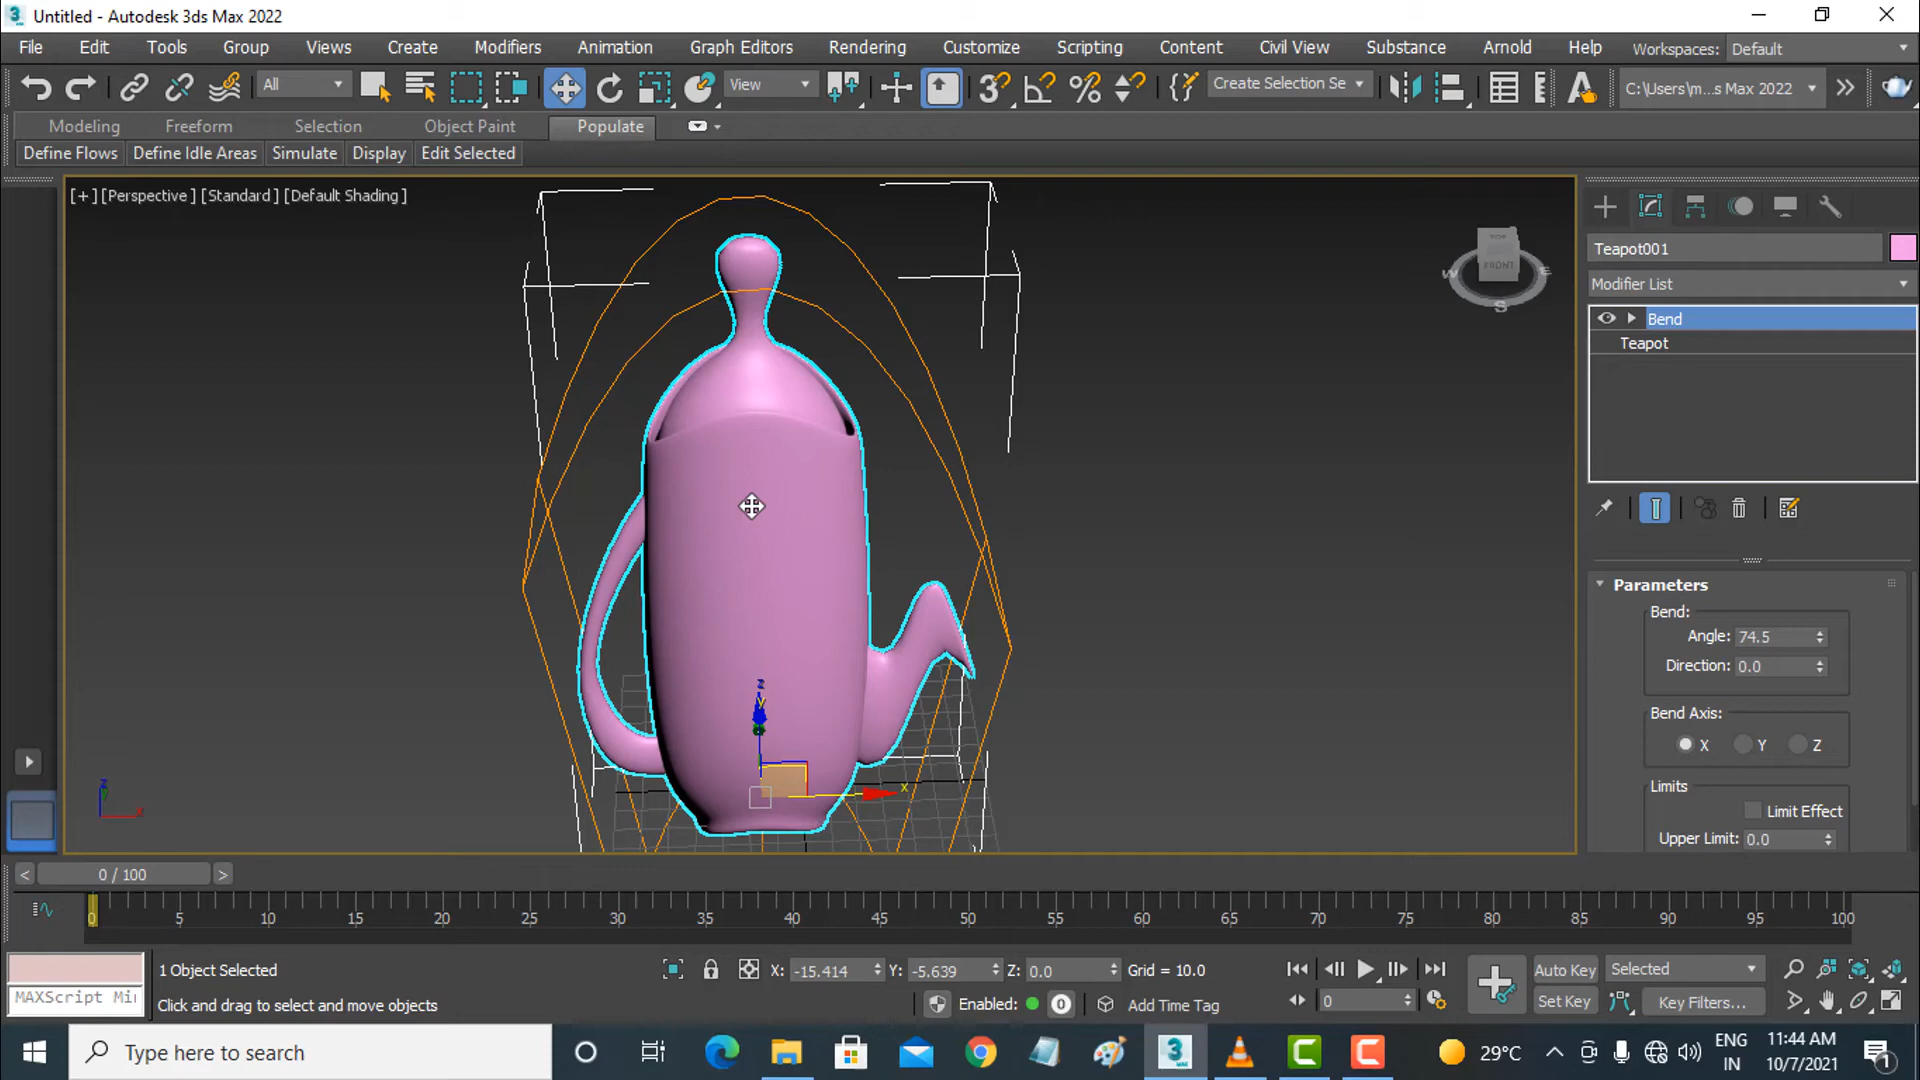 Untitled - Autodesk 3ds Max 2022
File Edit Tools Group Views Create Modifiers Animation Graph Editors Rendering Customize Scripting Content Civil View Substance Arnold Help Workspaces: Default
All View Create Selection Se C:\Users\m...s Max 2022
Modeling Freeform Selection Object Paint Populate
Define Flows Define Idle Areas Simulate Display Edit Selected
[+] [Perspective] [Standard] [Default Shading]
TOP
FRONT
W E
S
Teapot001
Modifier List
Bend
Teapot
Parameters
Bend:
Angle: 74.5
Direction: 0.0
Bend Axis:
X Y Z
Limits
Limit Effect
Upper Limit: 0.0
z
y
x
z
x
< 0 / 100 >
0 5 10 15 20 25 30 35 40 45 50 55 60 65 70 75 80 85 90 95 100
1 Object Selected X: -15.414 Y: -5.639 Z: 0.0 Grid = 10.0 Auto Key Selected
MAXScript Mi Click and drag to select and move objects Enabled: 0 Add Time Tag 0 Set Key Key Filters...
Type here to search 29°C ENG 11:44 AM
IN 10/7/2021 1